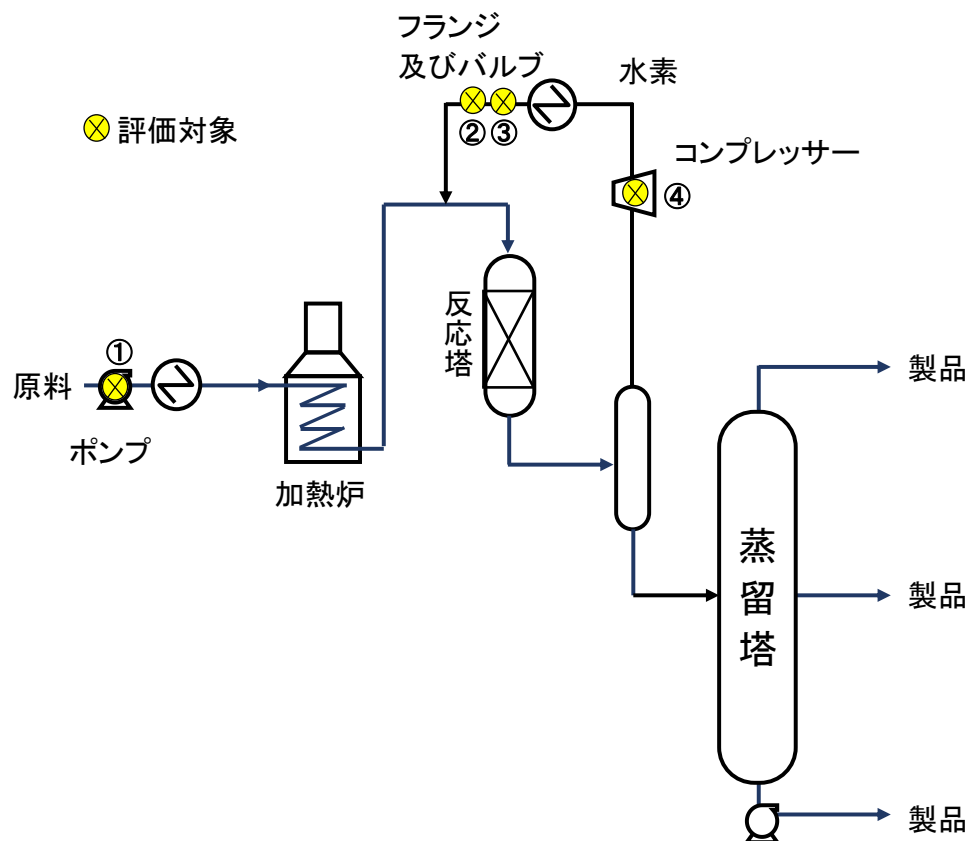 フランジ
及びバルブ
水素
評価対象
②
③
コンプレッサー
④
反応塔
①
原料
製品
ポンプ
加熱炉
蒸留塔
製品
製品